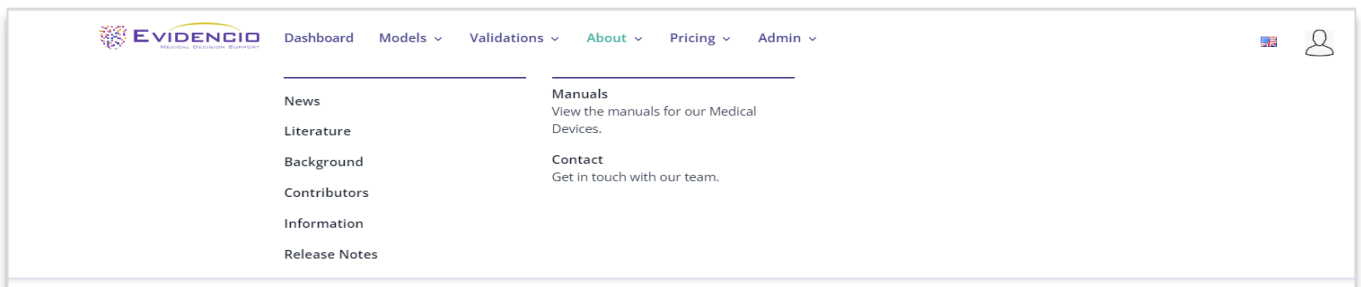 EVIDENCIO
MEDICAL DECISION SUPPORT
Dashboard Models Validations About Pricing Admin
News
Literature
Background
Contributors
Information
Release Notes
Manuals
View the manuals for our Medical
Devices.
Contact
Get in touch with our team.